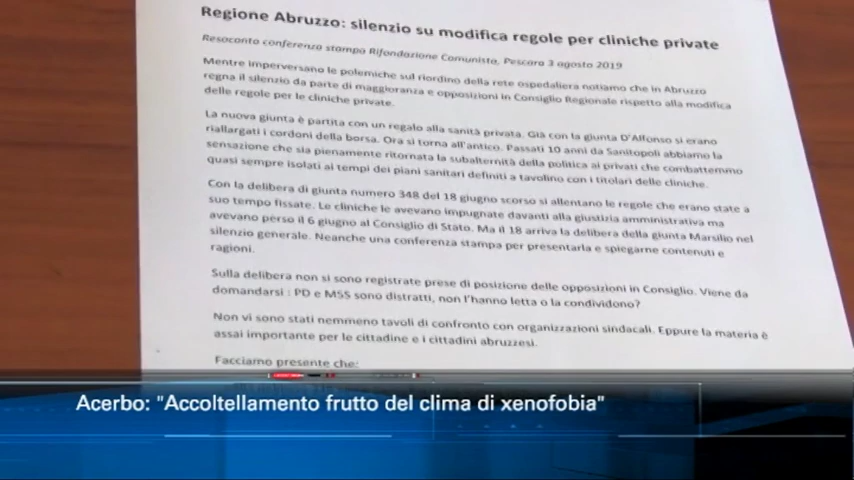 Regione Abruzzo: silenzio su modifica regole per cliniche private
Resoconto conferenza stampa Rifondazione Comunista, Pescara 3 agosto 2019
Mentre imperversano le polemiche sul riordino della rete ospedaliera notiamo che in Abruzzo
regna il silenzio da parte di maggioranza e opposizioni in Consiglio Regionale rispetto alla modifica
delle regole per le cliniche private.
La nuova giunta è partita con un regalo alla sanità privata. Già con la giunta D'Alfonso si erano
riallargati i cordoni della borsa. Ora si torna all'antico. Passati 10 anni da Sanitopoli abbiamo la
sensazione che sia pienamente ritornata la subalternità della politica ai privati che combattemmo
quasi sempre isolati ai tempi dei piani sanitari definiti a tavolino con i titolari delle cliniche.
Con la delibera di giunta numero 348 del 18 giugno scorso si allentano le regole che erano state a
suo tempo fissate. Le cliniche le avevano impugnate davanti alla giustizia amministrativa ma
avevano perso il 6 giugno al Consiglio di Stato. Ma il 18 arriva la delibera della giunta Marsilio nel
silenzio generale. Neanche una conferenza stampa per presentarla e spiegarne contenuti e
ragioni.
Sulla delibera non si sono registrate prese di posizione delle opposizioni in Consiglio. Viene da
domandarsi : PD e M5S sono distratti, non l'hanno letta o la condividono?
Non vi sono stati nemmeno tavoli di confronto con organizzazioni sindacali. Eppure la materia è
assai importante per le cittadine e i cittadini abruzzesi.
Facciamo presente che:
Acerbo: "Accoltellamento frutto del clima di xenofobia"